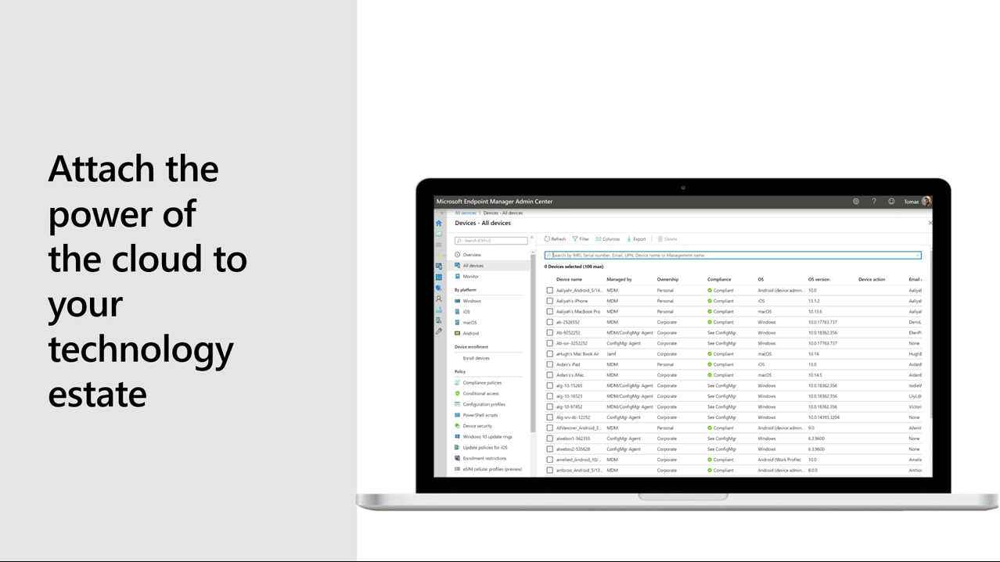 Attach the
power of
the cloud to
your
technology
estate
Microsoft Endpoint Manager Admin Center
? Tomas
All services > Devices - All devices
Devices - All devices
Search (Ctrl+/)
Overview
All devices
Monitor
By platform
Windows
iOS
macOS
Android
Device enrollment
Enroll devices
Policy
Compliance policies
Conditional access
Configuration profiles
PowerShell scripts
Device security
Windows 10 update rings
Update policies for iOS
Enrollment restrictions
eSIM cellular profiles (preview)
Refresh Filter Columns Export Delete
Search by IMEI, Serial number, Email, UPN, Device name or Management name
0 Devices selected (100 max)
Device name Managed by Ownership Compliance OS OS version Device action Email
Aaliyahr_Android_5/14... MDM Personal Compliant Android (device admin... 10.0 Aaliyal
Aaliyah's iPhone MDM Personal Compliant iOS 13.1.2 Aaliyal
Aaliyah's MacBook Pro MDM Personal Compliant macOS 10.13.6 Aaliyal
ab-2526552 MDM Corporate Compliant Windows 10.0.17763.737
Ab-9252252 MDM/ConfigMgr Agent Corporate See ConfigMgr Windows 10.0.18362.356
Ab-svr-3252252 ConfigMgr Agent Corporate See ConfigMgr Windows 10.0.17763.737 None
aHugh's Mac Book Air Jamf Corporate Compliant macOS 10.14
Aidan's iPad MDM Personal Compliant iOS 13.0
Aidan's's iMac MDM Corporate Compliant macOS 10.14.5
alg-10-15265 MDM/ConfigMgr Agent Corporate See ConfigMgr Windows 10.0.18362.356
alg-10-16523 MDM/ConfigMgr Agent Corporate See ConfigMgr Windows 10.0.18362.356
alg-10-97452 MDM/ConfigMgr Agent Corporate See ConfigMgr Windows 10.0.18362.356 Victori
Alg-srv-dc-12252 ConfigMgr Agent Corporate See ConfigMgr Windows 10.0.14393.3204 None
AllVanover_Android_3... MDM Personal Compliant Android (device admin... 9.0
alwebsv1-562355 ConfigMgr Agent Corporate See ConfigMgr Windows 6.3.9600 None
alwebsv2-535628 ConfigMgr Agent Corporate See ConfigMgr Windows 6.3.9600 None
ameliest_Android_10/... MDM Corporate Compliant Android (Work Profile) 10.0 Amelie
antbroo_Android_5/13... MDM Corporate Compliant Android (device admin... 8.0.0